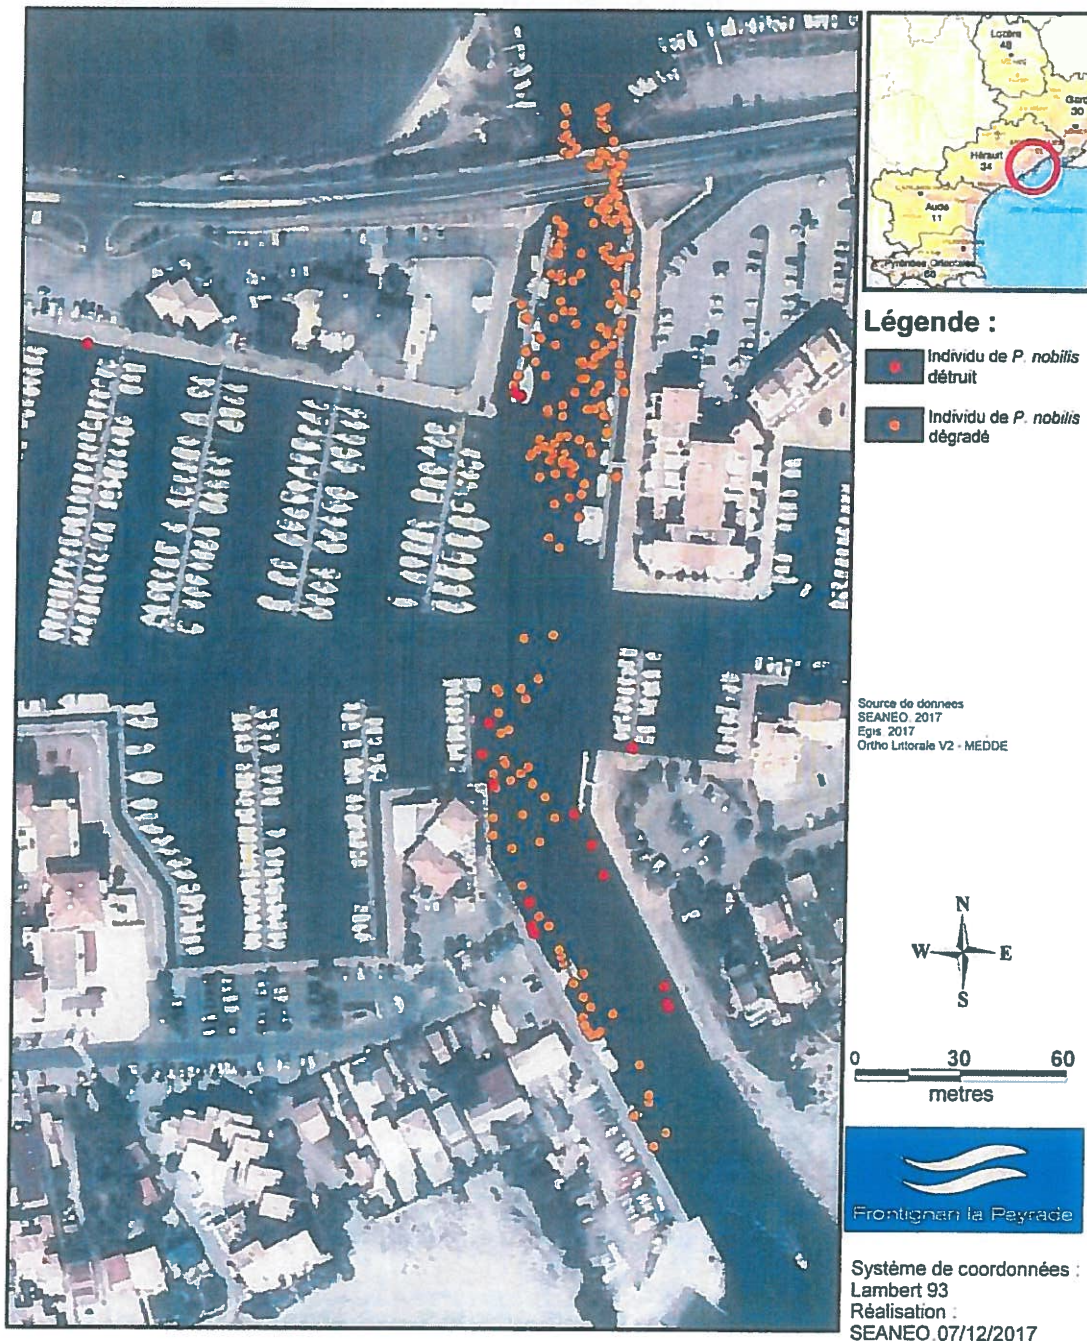 Lozère
48
Gard
30
Hérault
34
Aude
11
Pyrénées Orientales
66
Légende :
Individu de P. nobilis
détruit
Individu de P. nobilis
dégradé
Source de donnees
SEANEO, 2017
Egis, 2017
Ortho Littorale V2 - MEDDE
N
W E
S
0 30 60
metres
Frontignan la Peyrade
Système de coordonnées :
Lambert 93
Réalisation :
SEANEO 07/12/2017